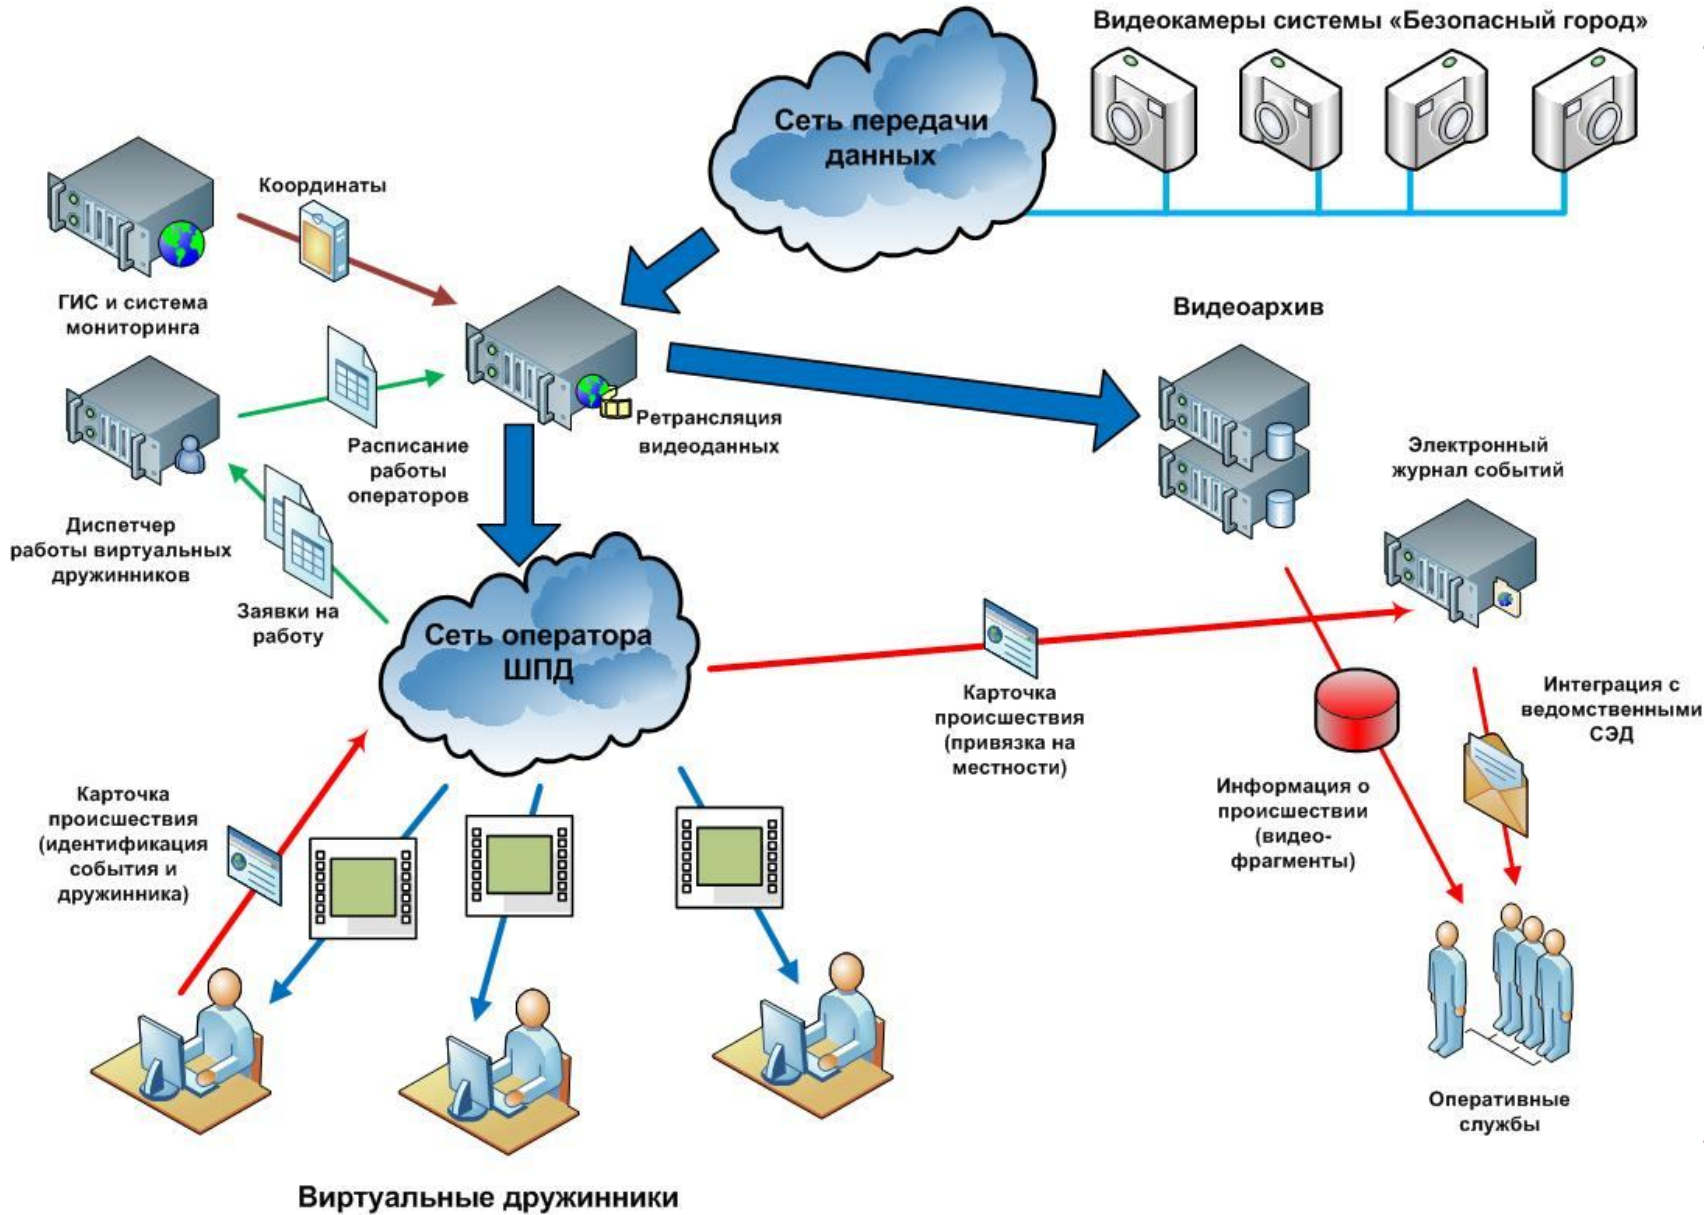 Видеокамеры системы «Безопасный город»
Сеть передачи
данных
Координаты
ГИС и система
мониторинга
Видеоархив
Ретрансляция
видеоданных
Расписание
работы
операторов
Электронный
журнал событий
Диспетчер
работы виртуальных
дружинников
Заявки на
работу
Сеть оператора
ШПД
Карточка
происшествия
(привязка на
местности)
Интеграция с
ведомственными
СЭД
Информация о
происшествии
(видео-
фрагменты)
Карточка
происшествия
(идентификация
события и
дружинника)
Оперативные
службы
Виртуальные дружинники